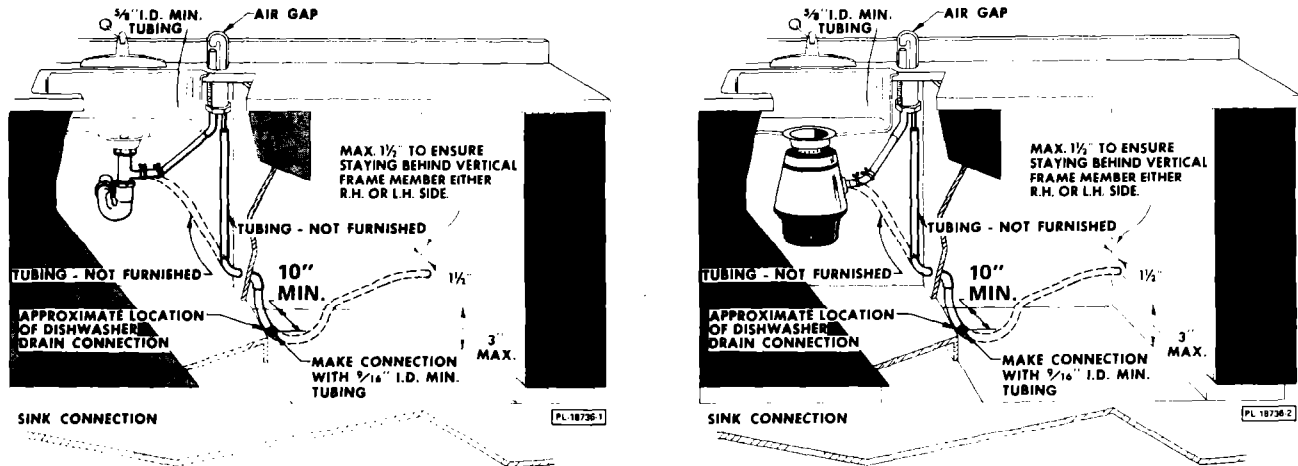 5/8" I.D. MIN.
TUBING
AIR GAP
MAX. 1½" TO ENSURE
STAYING BEHIND VERTICAL
FRAME MEMBER EITHER
R.H. OR L.H. SIDE.
TUBING - NOT FURNISHED
TUBING - NOT FURNISHED
10"
MIN.
1½"
APPROXIMATE LOCATION
OF DISHWASHER
DRAIN CONNECTION
3"
MAX.
MAKE CONNECTION
WITH 9/16" I.D. MIN.
TUBING
SINK CONNECTION
PL-18736-1
5/8" I.D. MIN.
TUBING
AIR GAP
MAX. 1½" TO ENSURE
STAYING BEHIND VERTICAL
FRAME MEMBER EITHER
R.H. OR L.H. SIDE.
TUBING - NOT FURNISHED
TUBING - NOT FURNISHED
10"
MIN.
1½"
APPROXIMATE LOCATION
OF DISHWASHER
DRAIN CONNECTION
3"
MAX.
MAKE CONNECTION
WITH 9/16" I.D. MIN.
TUBING
SINK CONNECTION
PL-18736-2